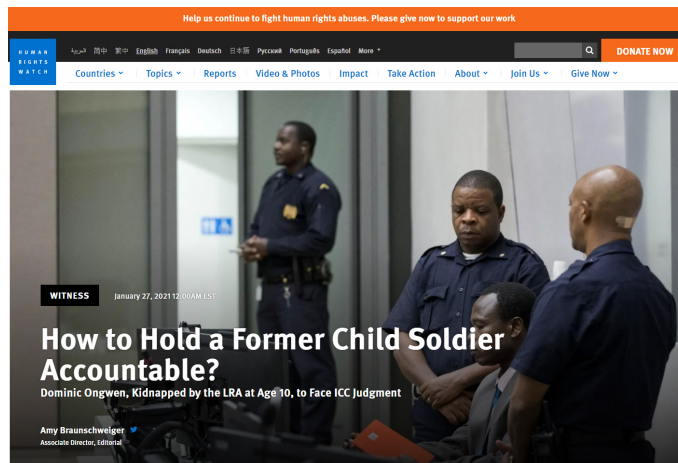 Help us continue to fight human rights abuses. Please give now to support our work
HUMAN
RIGHTS
WATCH
العربية 简中 繁中 English Français Deutsch 日本語 Русский Português Español More
DONATE NOW
Countries Topics Reports Video & Photos Impact Take Action About Join Us Give Now
WITNESS January 27, 2021 12:00AM EST
How to Hold a Former Child Soldier
Accountable?
Dominic Ongwen, Kidnapped by the LRA at Age 10, to Face ICC Judgment
Amy Braunschweiger
Associate Director, Editorial